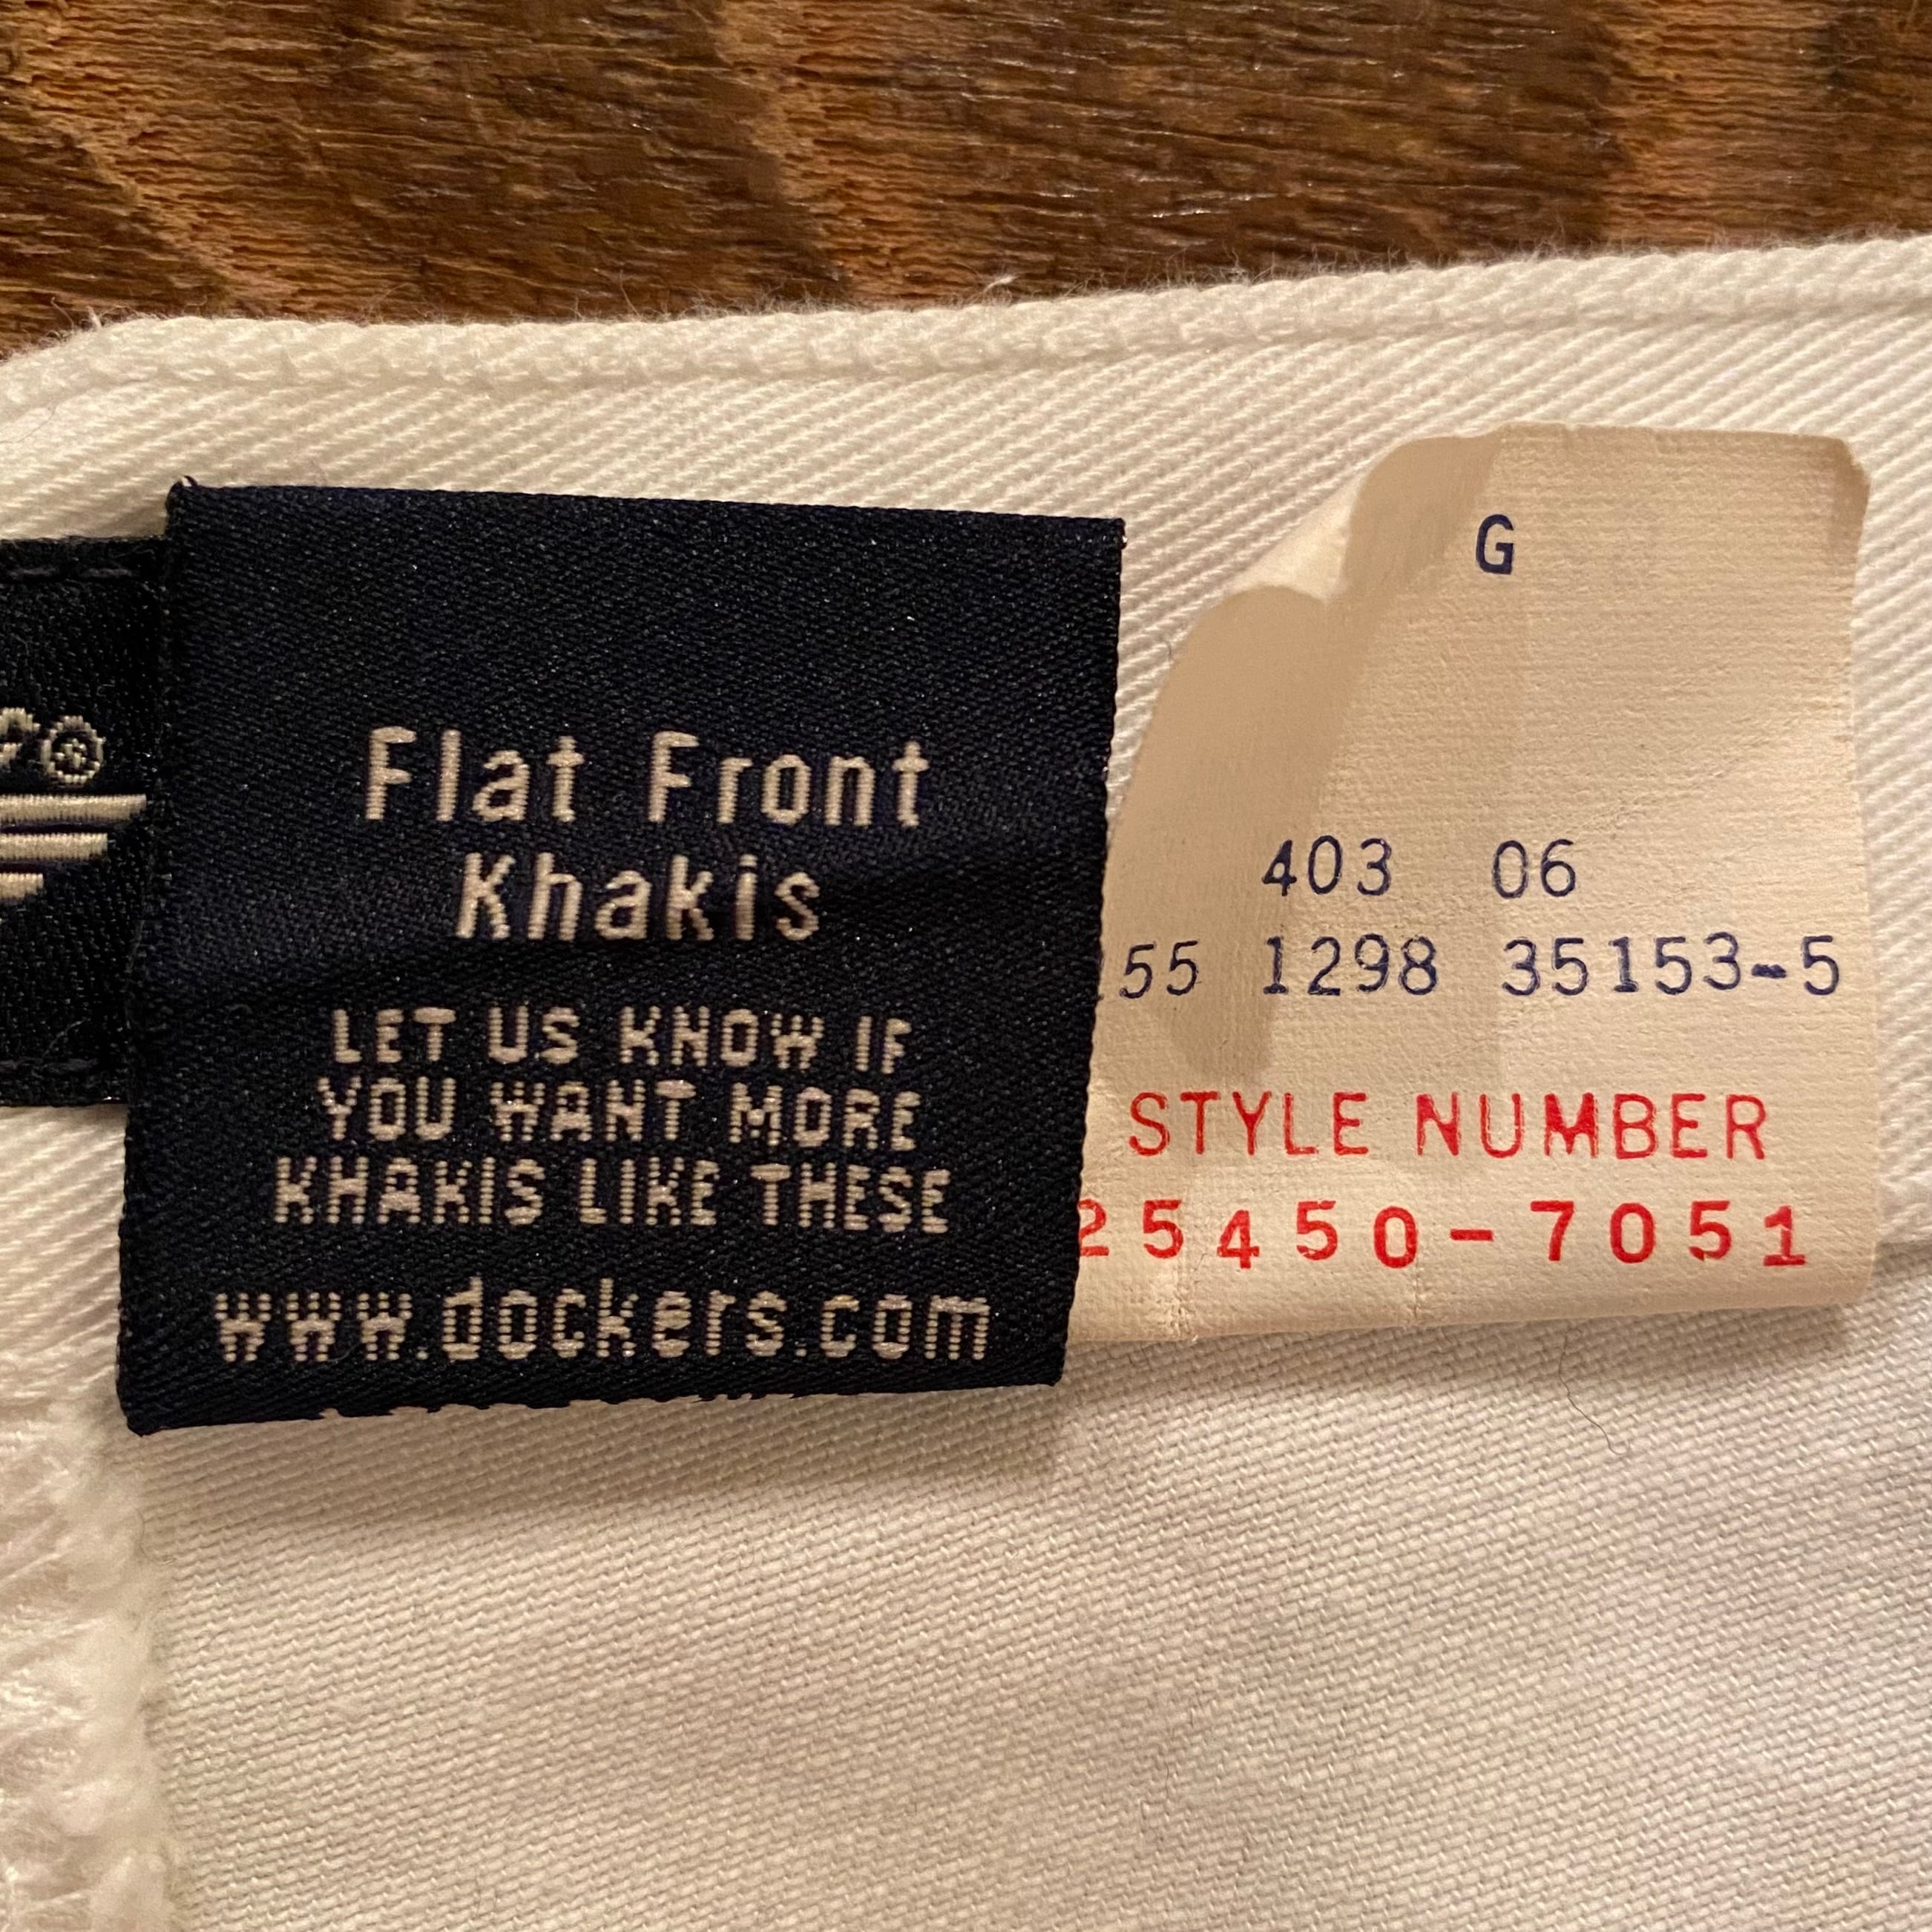 Flat Front
Khakis
LET US KNOW IF
YOU WANT MORE
KHAKIS LIKE THESE
www.dockers.com
G
403 06
55 1298 35153-5
STYLE NUMBER
25450-7051